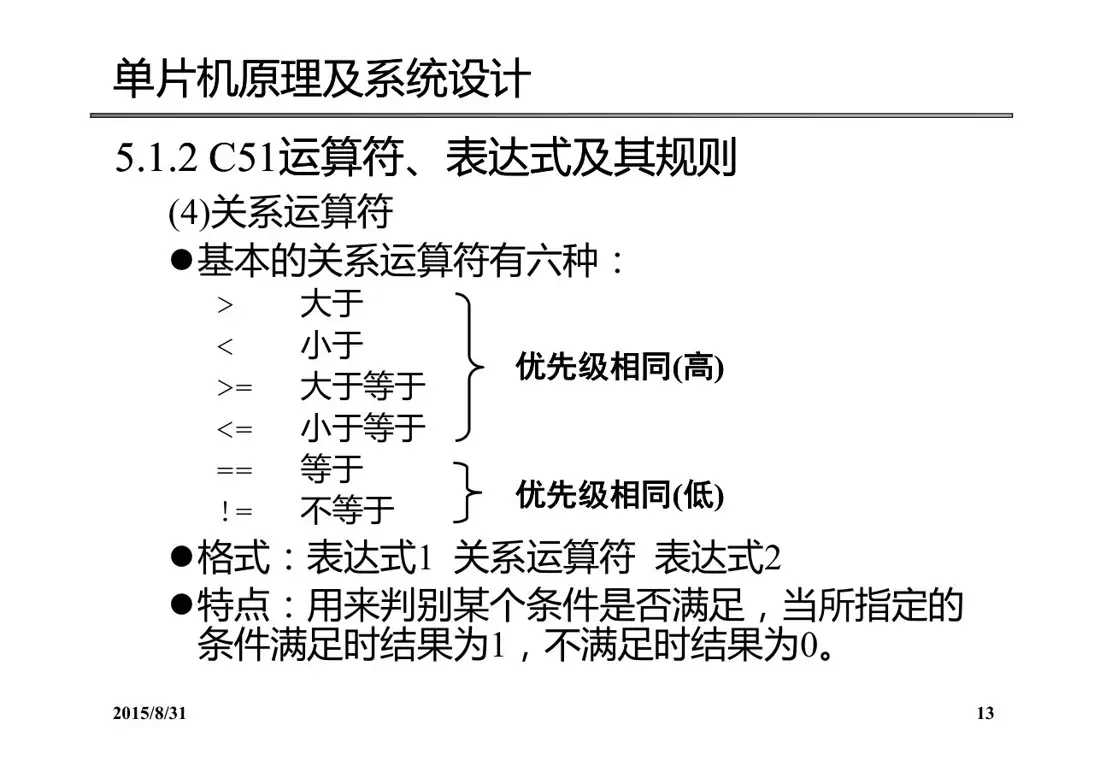 单片机原理及系统设计
5.1.2 C51运算符、表达式及其规则
(4)关系运算符
●基本的关系运算符有六种：
> 大于
< 小于
>= 大于等于
<= 小于等于
优先级相同(高)
== 等于
!= 不等于
优先级相同(低)
●格式：表达式1 关系运算符 表达式2
●特点：用来判别某个条件是否满足，当所指定的
条件满足时结果为1，不满足时结果为0。
2015/8/31 13